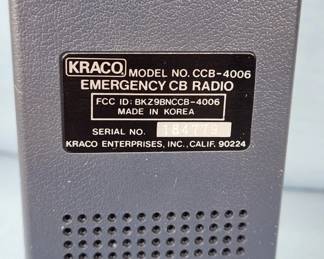 KRACO MODEL NO. CCB-4006
EMERGENCY CB RADIO
FCC ID: BKZ9BNCCB-4006
MADE IN KOREA
SERIAL NO.
KRACO ENTERPRISES, INC., CALIF. 90224